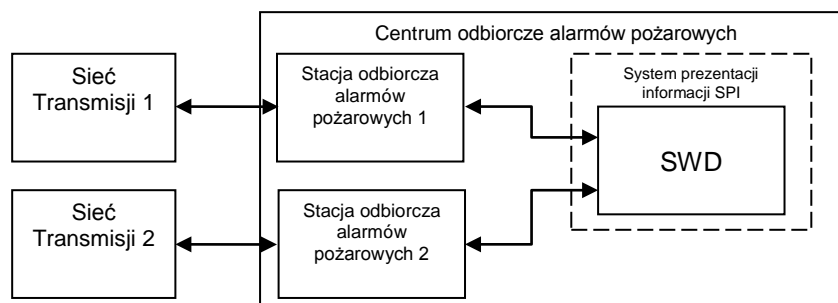 Centrum odbiorcze alarmów pożarowych
Sieć
Transmisji 1
Stacja odbiorcza
alarmów
pożarowych 1
System prezentacji
informacji SPI
SWD
Sieć
Transmisji 2
Stacja odbiorcza
alarmów
pożarowych 2